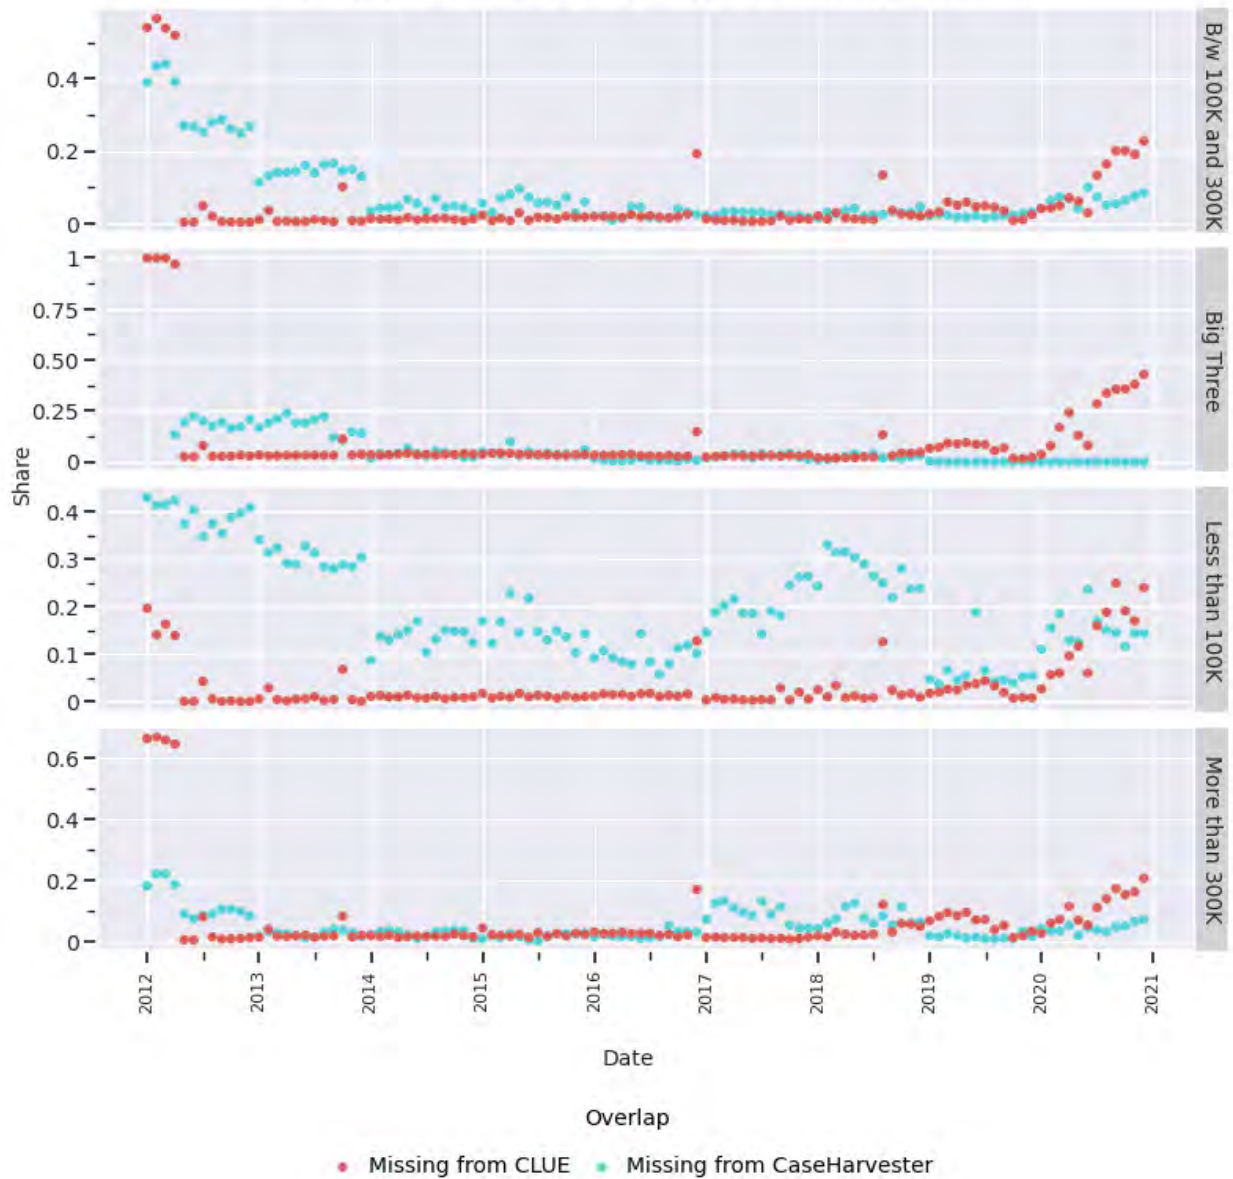 B/w 100K and 300K
0.4
0.2
0
Big Three
1
0.75
0.50
0.25
0
Share
Less than 100K
0.4
0.3
0.2
0.1
0
More than 300K
0.6
0.4
0.2
0
2012 2013 2014 2015 2016 2017 2018 2019 2020 2021
Date
Overlap
Missing from CLUE Missing from CaseHarvester